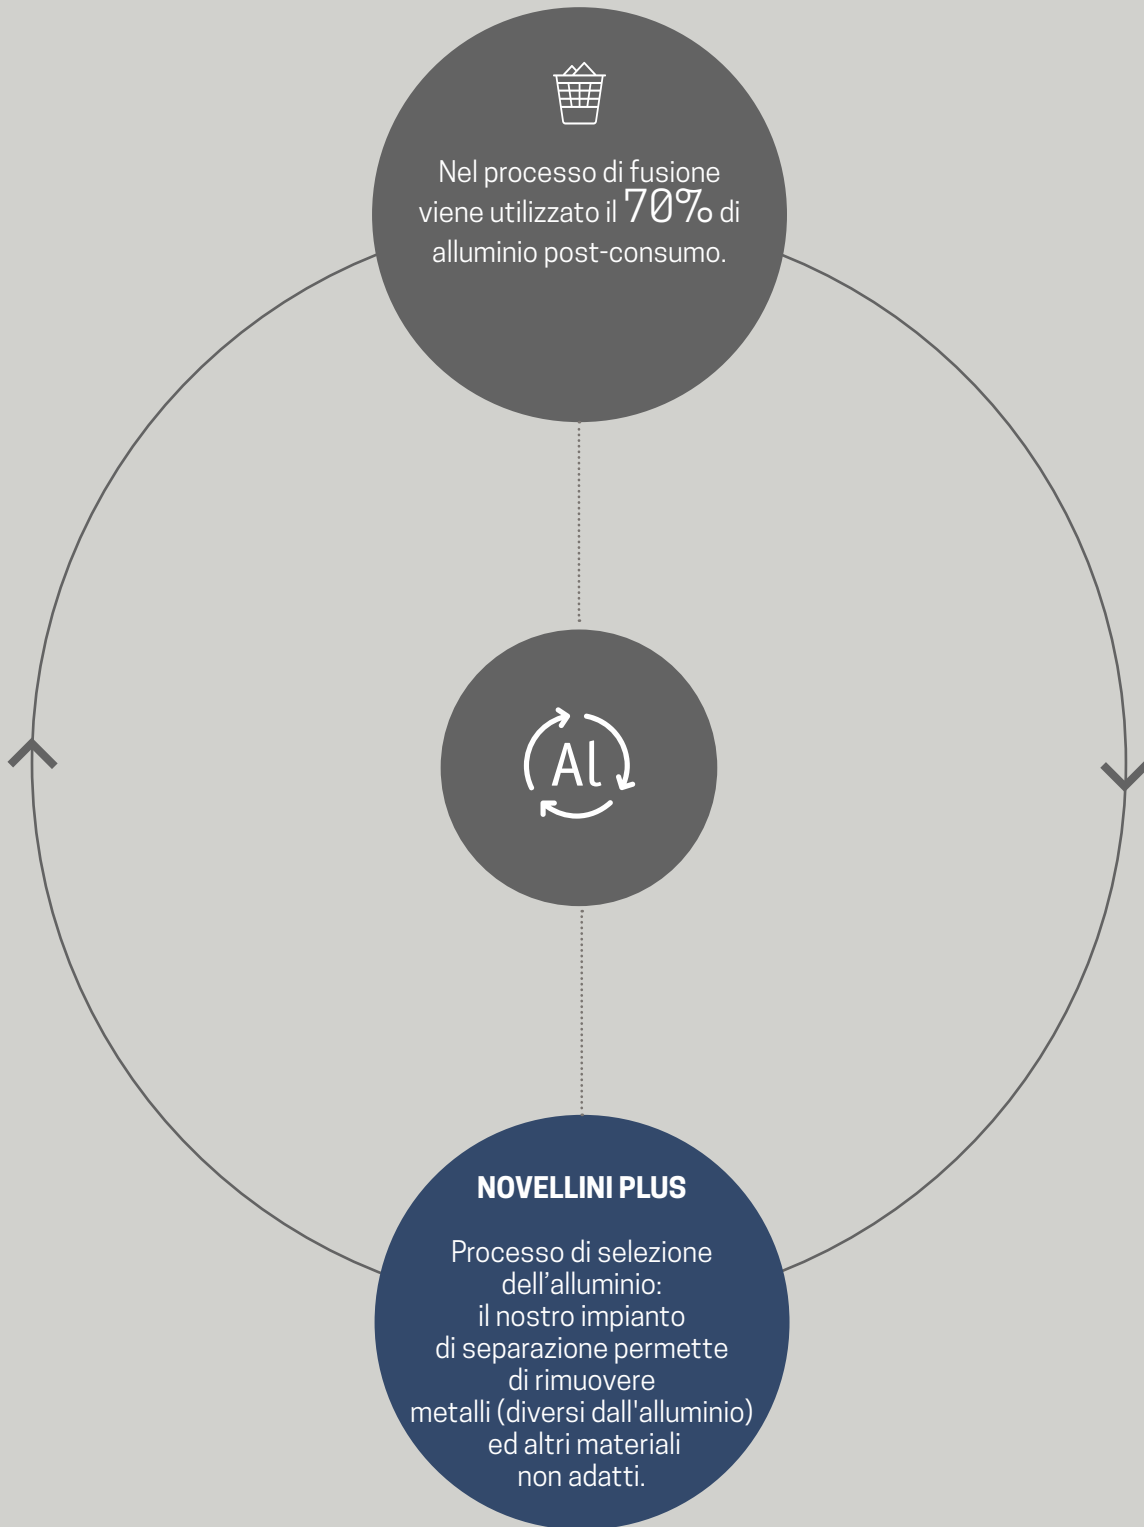 Nel processo di fusione
viene utilizzato il 70% di
alluminio post-consumo.
Al
NOVELLINI PLUS
Processo di selezione
dell’alluminio:
il nostro impianto
di separazione permette
di rimuovere
metalli (diversi dall'alluminio)
ed altri materiali
non adatti.